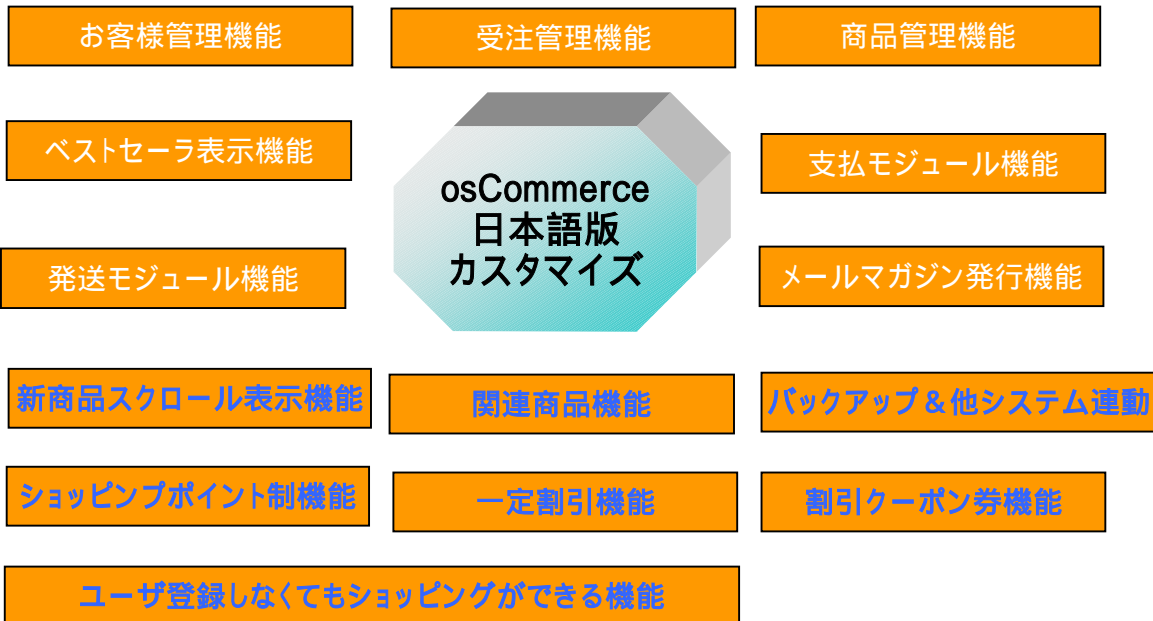 お客様管理機能
受注管理機能
商品管理機能
ベストセーラ表示機能
osCommerce
日本語版
カスタマイズ
支払モジュール機能
発送モジュール機能
メールマガジン発行機能
新商品スクロール表示機能
関連商品機能
バックアップ＆他システム連動
ショッピンプポイント制機能
一定割引機能
割引クーポン券機能
ユーザ登録しなくてもショッピングができる機能